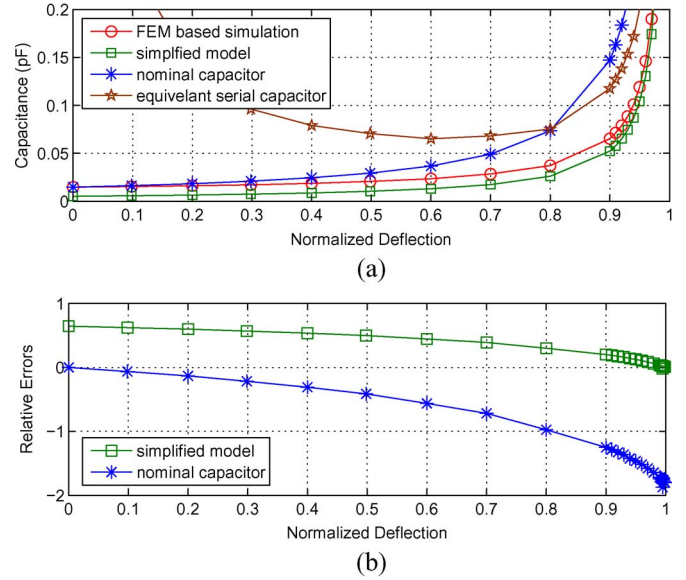 0.2
0.15
0.1
0.05
0
Capacitance (pF)
FEM based simulation
simplfied model
nominal capacitor
equivelant serial capacitor
0 0.1 0.2 0.3 0.4 0.5 0.6 0.7 0.8 0.9 1
Normalized Deflection
(a)
1
0
−1
−2
Relative Errors
simplified model
nominal capacitor
0 0.1 0.2 0.3 0.4 0.5 0.6 0.7 0.8 0.9 1
Normalized Deflection
(b)